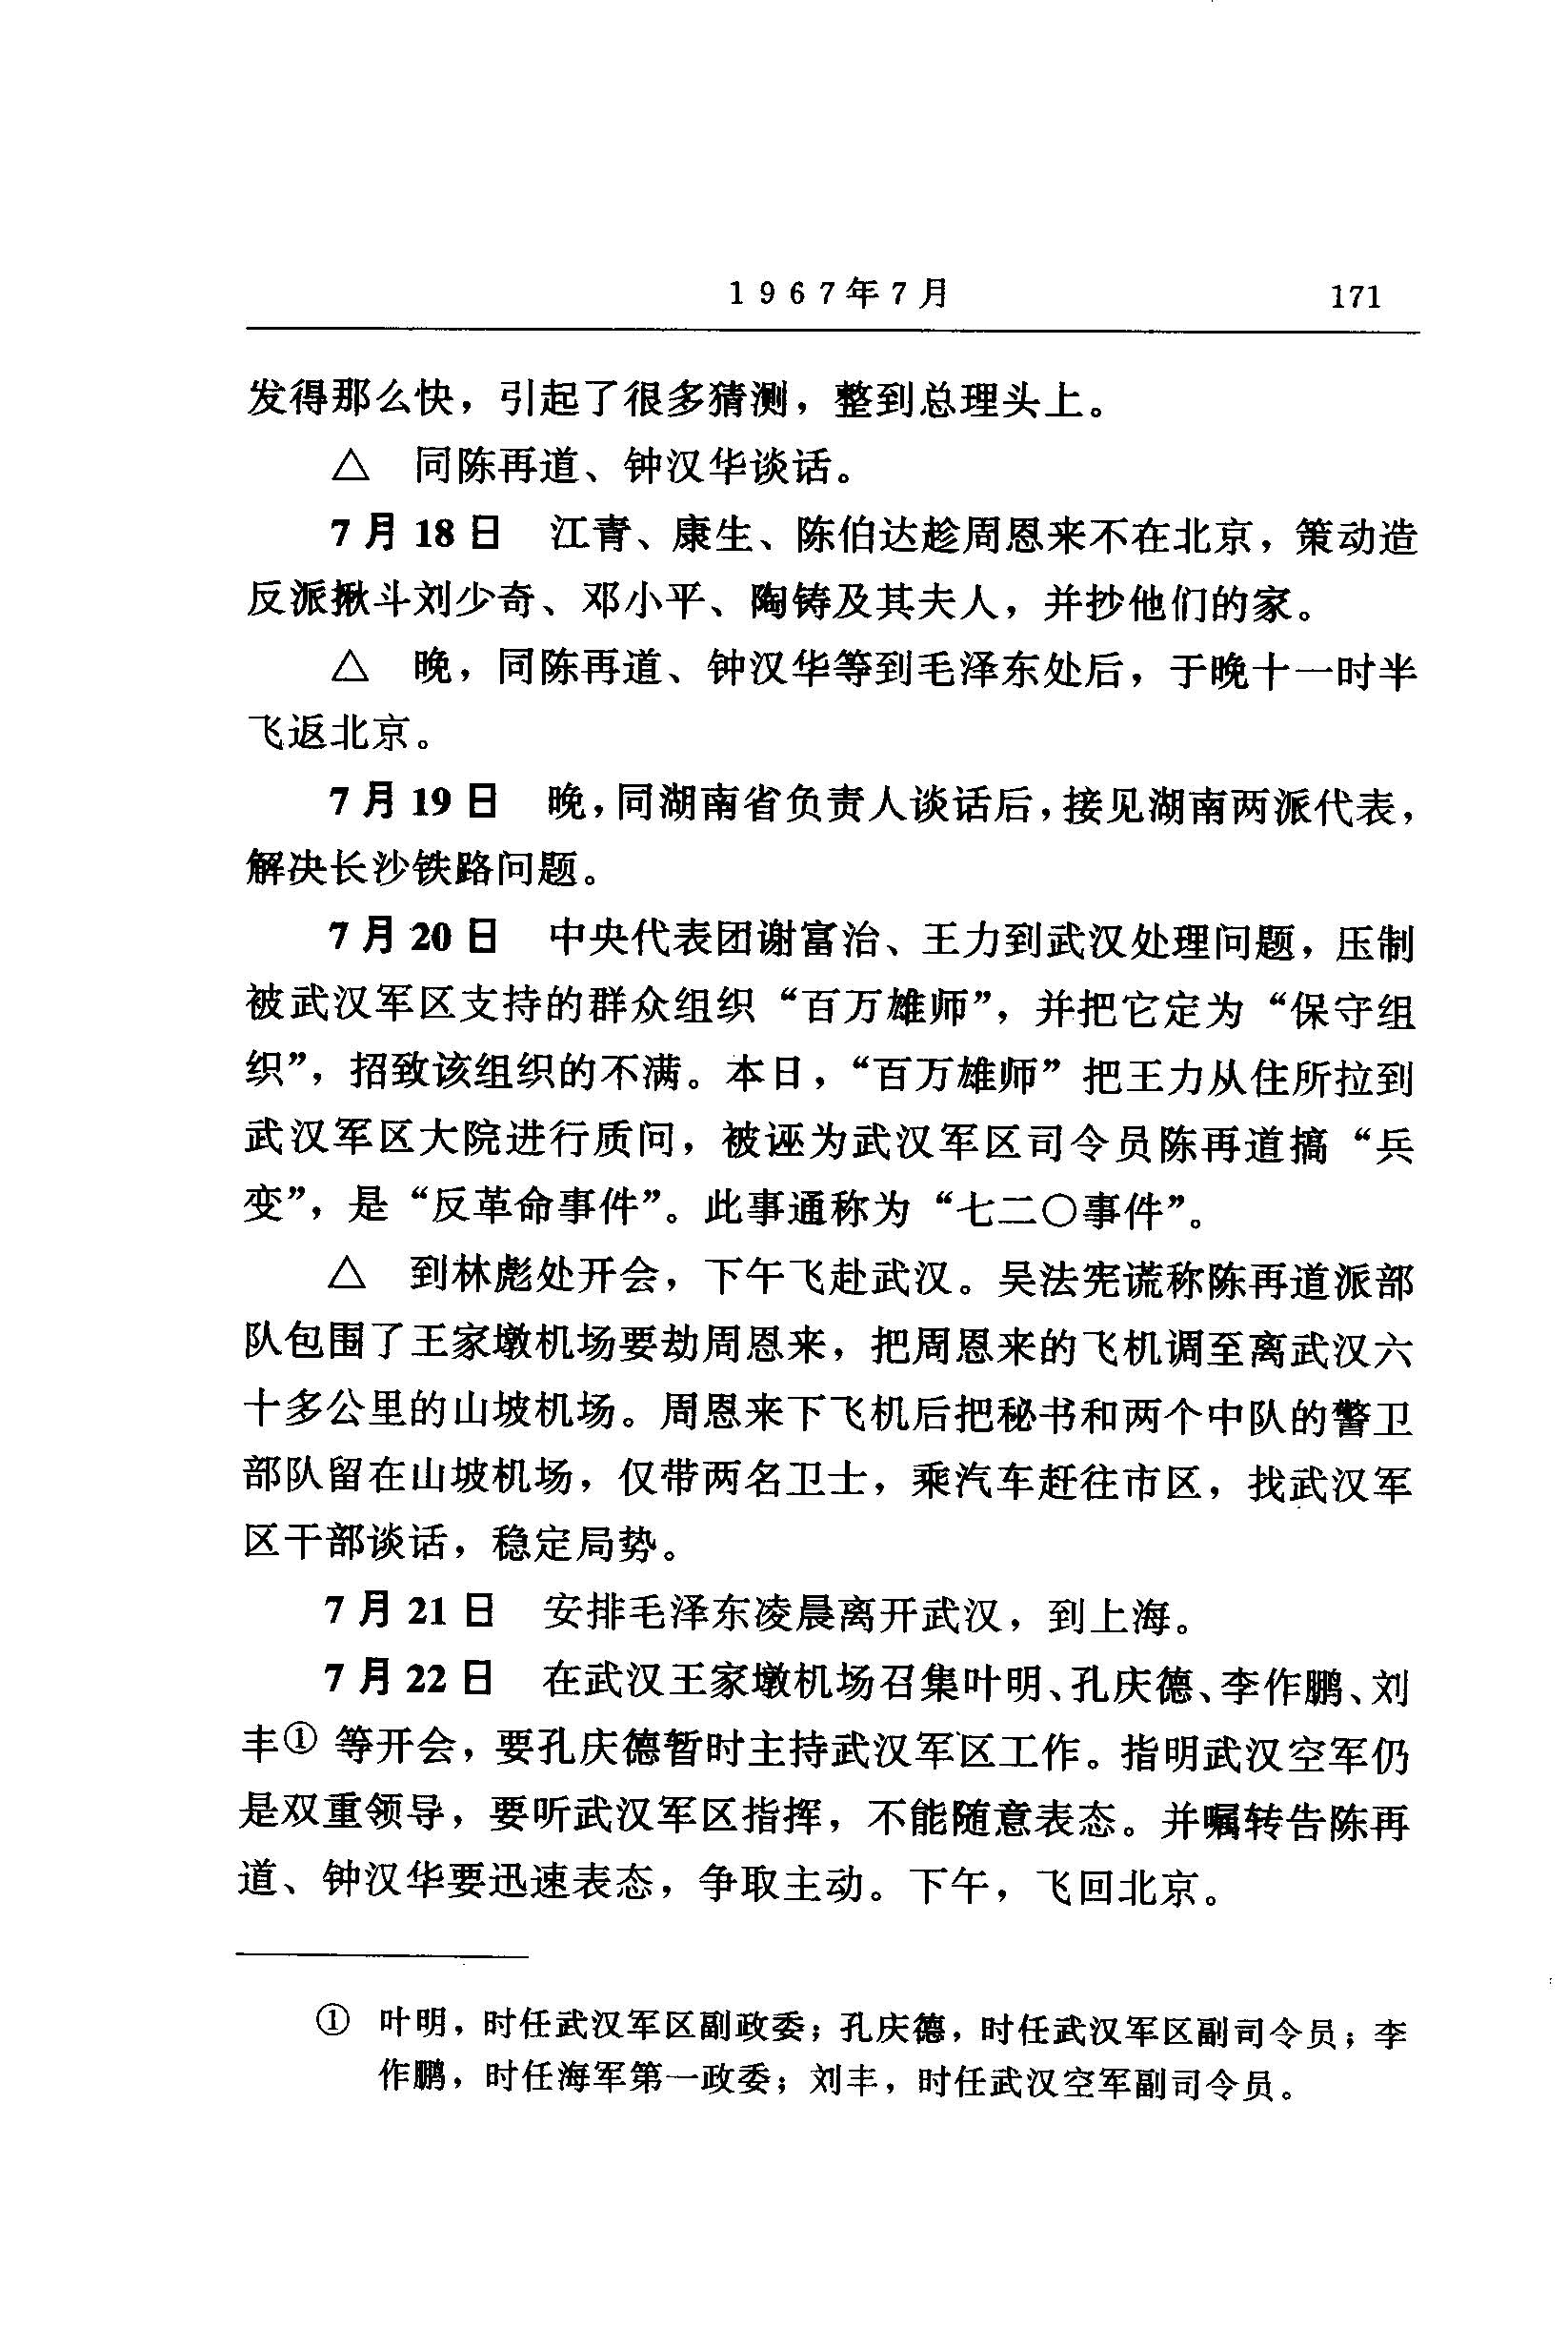 1967年7月 171
发得那么快，引起了很多猜测，整到总理头上。
△ 同陈再道、钟汉华谈话。
7月18日 江青、康生、陈伯达趁周恩来不在北京，策动造
反派揪斗刘少奇、邓小平、陶铸及其夫人，并抄他们的家。
△ 晚，同陈再道、钟汉华等到毛泽东处后，于晚十一时半
飞返北京。
7月19日 晚，同湖南省负责人谈话后，接见湖南两派代表，
解决长沙铁路问题。
7月20日 中央代表团谢富治、王力到武汉处理问题，压制
被武汉军区支持的群众组织“百万雄师”，并把它定为“保守组
织”，招致该组织的不满。本日，“百万雄师”把王力从住所拉到
武汉军区大院进行质问，被诬为武汉军区司令员陈再道搞“兵
变”，是“反革命事件”。此事通称为“七二〇事件”。
△ 到林彪处开会，下午飞赴武汉。吴法宪谎称陈再道派部
队包围了王家墩机场要劫周恩来，把周恩来的飞机调至离武汉六
十多公里的山坡机场。周恩来下飞机后把秘书和两个中队的警卫
部队留在山坡机场，仅带两名卫士，乘汽车赶往市区，找武汉军
区干部谈话，稳定局势。
7月21日 安排毛泽东凌晨离开武汉，到上海。
7月22日 在武汉王家墩机场召集叶明、孔庆德、李作鹏、刘
丰①等开会，要孔庆德暂时主持武汉军区工作。指明武汉空军仍
是双重领导，要听武汉军区指挥，不能随意表态。并嘱转告陈再
道、钟汉华要迅速表态，争取主动。下午，飞回北京。
① 叶明，时任武汉军区副政委；孔庆德，时任武汉军区副司令员；李
作鹏，时任海军第一政委；刘丰，时任武汉空军副司令员。